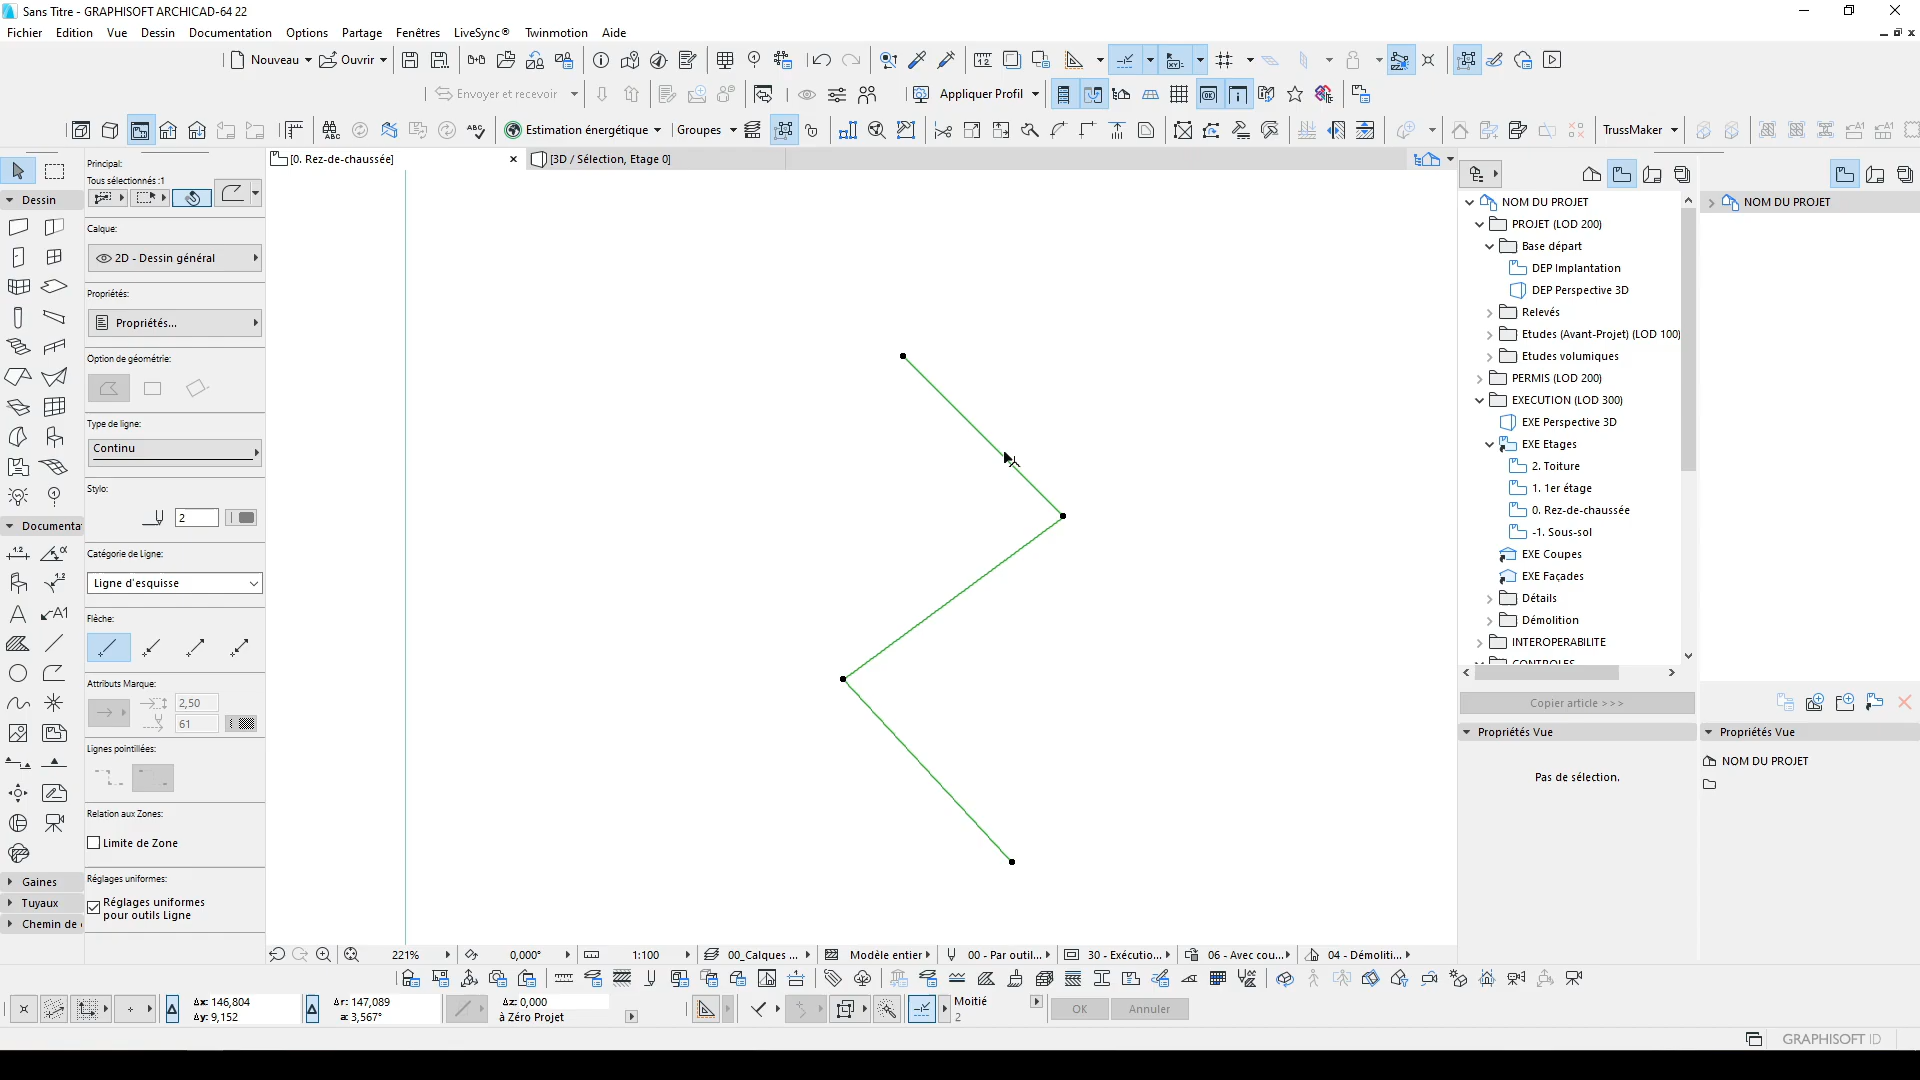 Sans Titre - GRAPHISOFT ARCHICAD-64 22
Fichier Edition Vue Dessin Documentation Options Partage Fenêtres LiveSync® Twinmotion Aide
Nouveau Ouvrir
Envoyer et recevoir Appliquer Profil
Estimation énergétique Groupes TrussMaker
Principal:
Tous sélectionnés :1
[0. Rez-de-chaussée]
[3D / Sélection, Etage 0]
Dessin
Calque:
2D - Dessin général
Propriétés:
Propriétés...
Option de géométrie:
Type de ligne:
Continu
Stylo:
2
Documenta
Catégorie de Ligne:
Ligne d'esquisse
Flèche:
Attributs Marque:
2,50
61
Lignes pointillées:
Relation aux Zones:
Limite de Zone
Réglages uniformes:
Réglages uniformes
pour outils Ligne
Gaines
Tuyaux
Chemin de
NOM DU PROJET
PROJET (LOD 200)
Base départ
DEP Implantation
DEP Perspective 3D
Relevés
Etudes (Avant-Projet) (LOD 100)
Etudes volumiques
PERMIS (LOD 200)
EXECUTION (LOD 300)
EXE Perspective 3D
EXE Etages
2. Toiture
1. 1er étage
0. Rez-de-chaussée
-1. Sous-sol
EXE Coupes
EXE Façades
Détails
Démolition
INTEROPERABILITE
CONTROLES
Copier article >>>
Propriétés Vue
Pas de sélection.
NOM DU PROJET
Propriétés Vue
NOM DU PROJET
221% 0,000° 1:100 00_Calques ... Modèle entier 00 - Par outil... 30 - Exécutio... 06 - Avec cou... 04 - Démoliti...
Δx: 146,804
Δy: 9,152
Δr: 147,089
a: 3,567°
Δz: 0,000
à Zéro Projet
Moitié
2
OK
Annuler
GRAPHISOFT ID